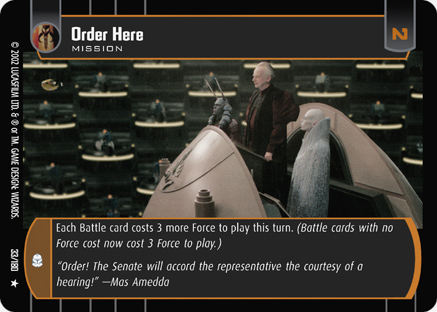 Order Here
MISSION
N
Each Battle card costs 3 more Force to play this turn. (Battle cards with no
Force cost now cost 3 Force to play.)
"Order! The Senate will accord the representative the courtesy of a
hearing!" —Mas Amedda
© 2002 LUCASFILM LTD. & ® or TM. GAME DESIGN: WIZARDS.
33/180 ★